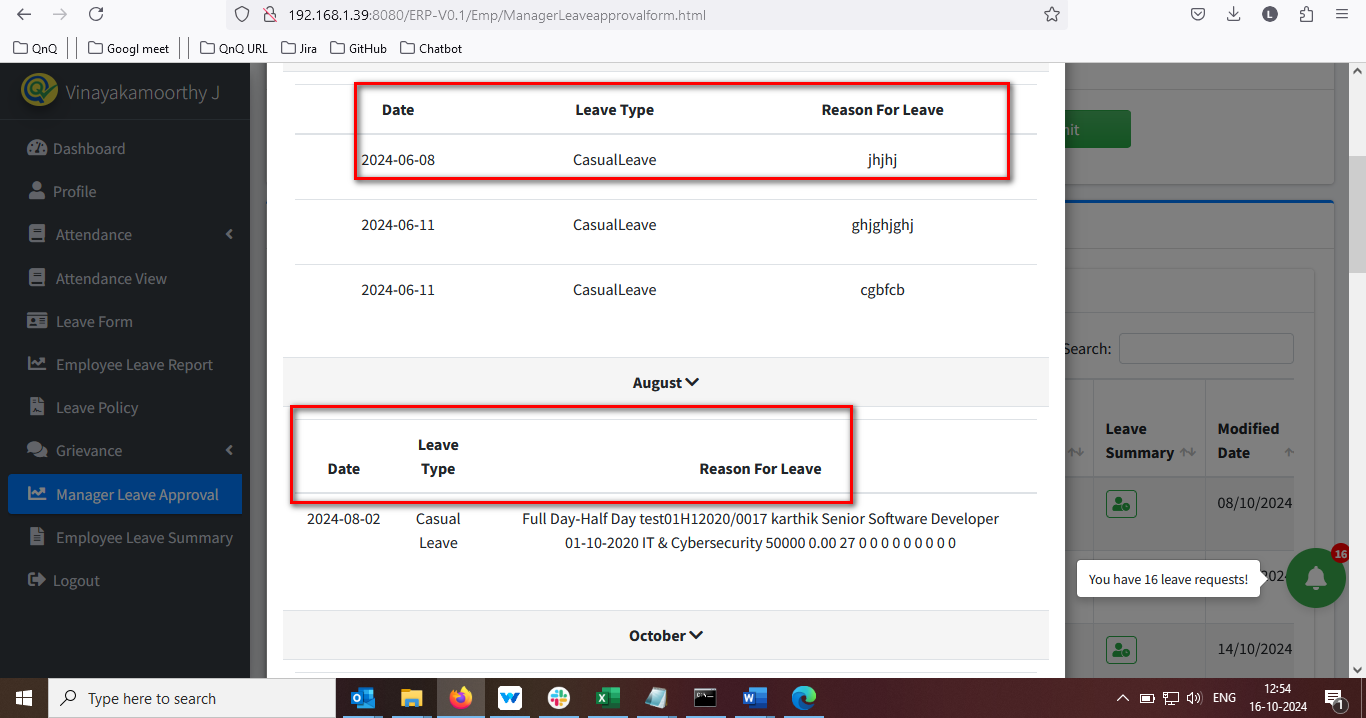 192.168.1.39:8080/ERP-V0.1/Emp/ManagerLeaveapprovalform.html
L
QnQ
Googl meet
QnQ URL
Jira
GitHub
Chatbot
Vinayakamoorthy J
Dashboard
Profile
Attendance
Attendance View
Leave Form
Employee Leave Report
Leave Policy
Grievance
Manager Leave Approval
Employee Leave Summary
Logout
Date Leave Type Reason For Leave
2024-06-08 CasualLeave jhjhj
2024-06-11 CasualLeave ghjghjghj
2024-06-11 CasualLeave cgbfcb
August
Date Leave Type Reason For Leave
2024-08-02 Casual Leave Full Day-Half Day test01H12020/0017 karthik Senior Software Developer
01-10-2020 IT & Cybersecurity 50000 0.00 27 0 0 0 0 0 0 0 0 0
October
Search:
Leave Summary
Modified Date
08/10/2024
14/10/2024
16
You have 16 leave requests!
Type here to search
ENG
12:54
16-10-2024
1